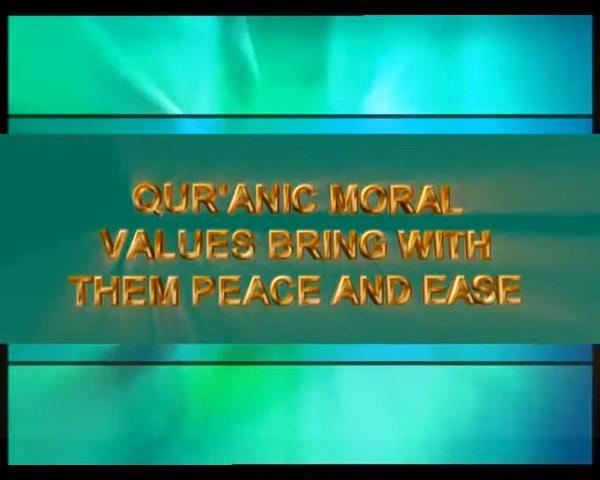 QUR'ANIC MORAL
VALUES BRING WITH
THEM PEACE AND EASE